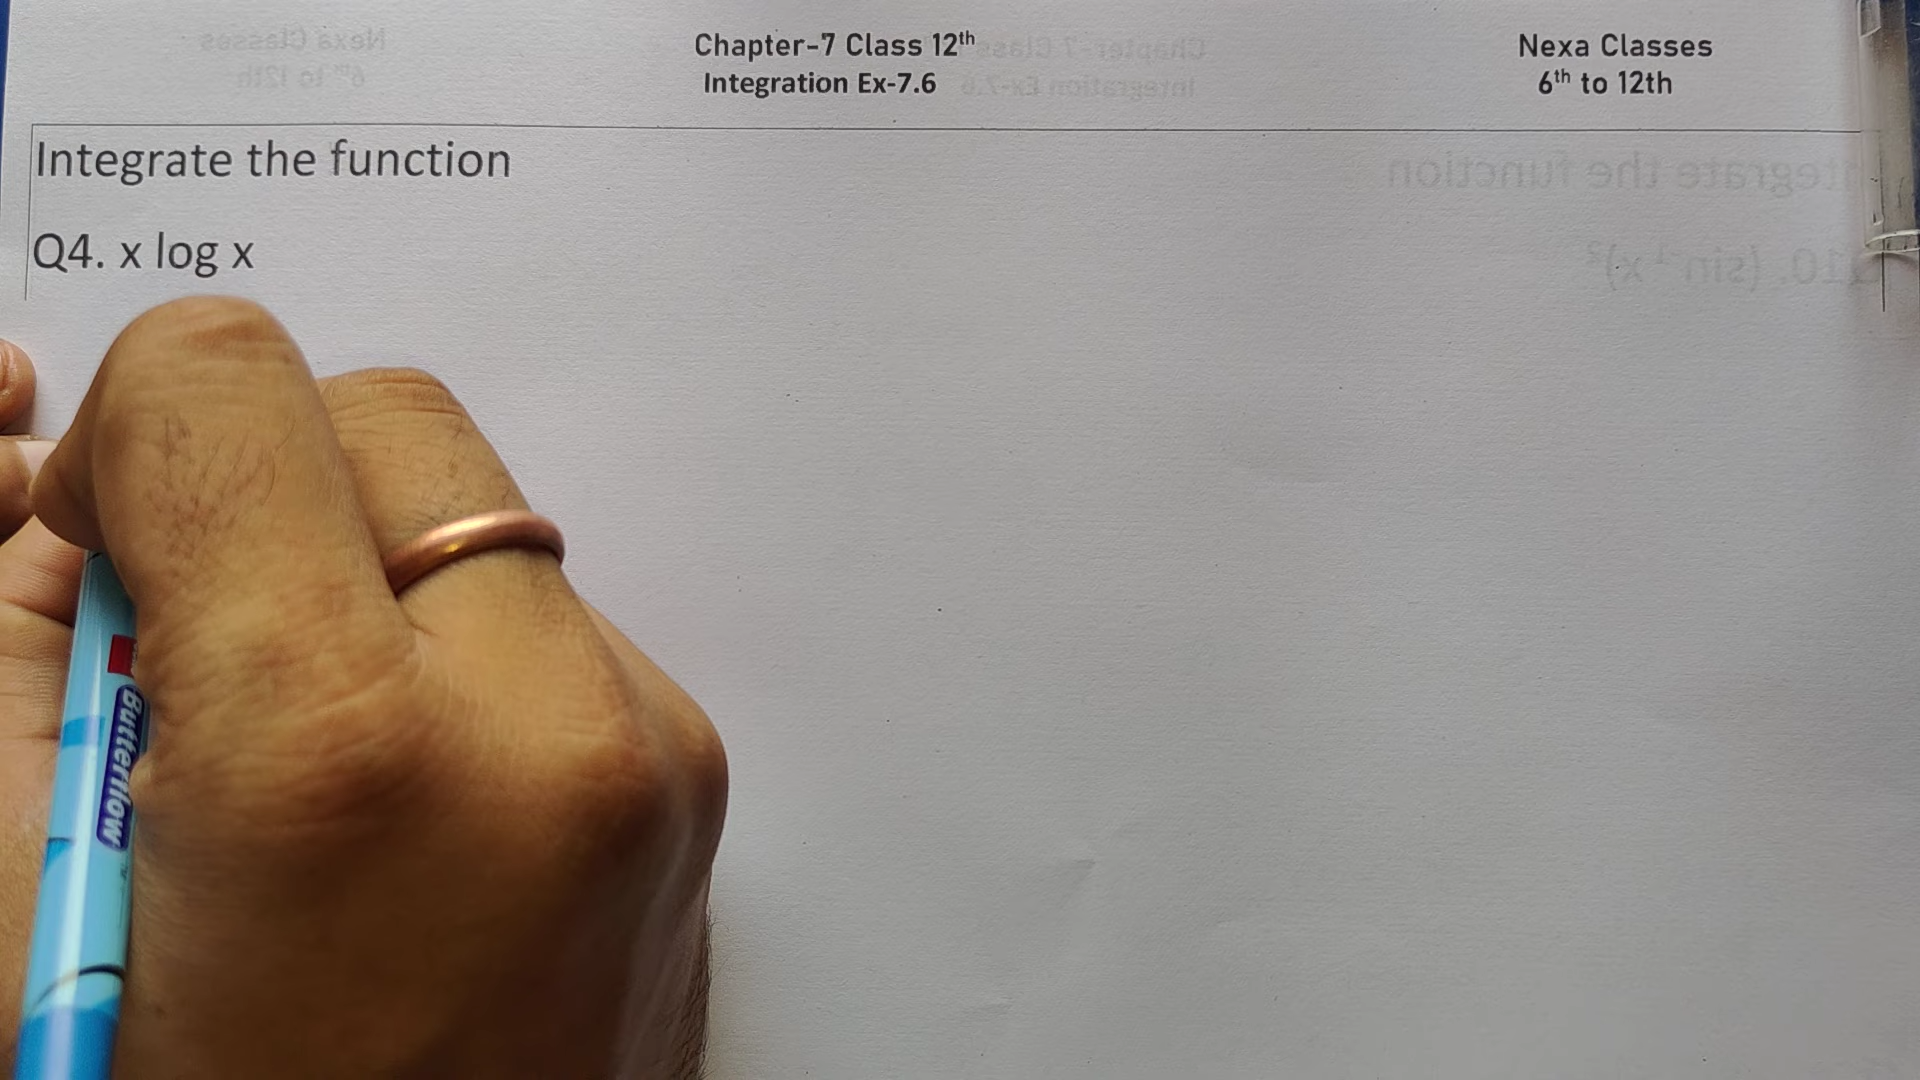 Chapter-7 Class 12th
Integration Ex-7.6
Nexa Classes
6th to 12th
Integrate the function
Q4. x log x
Butterflow